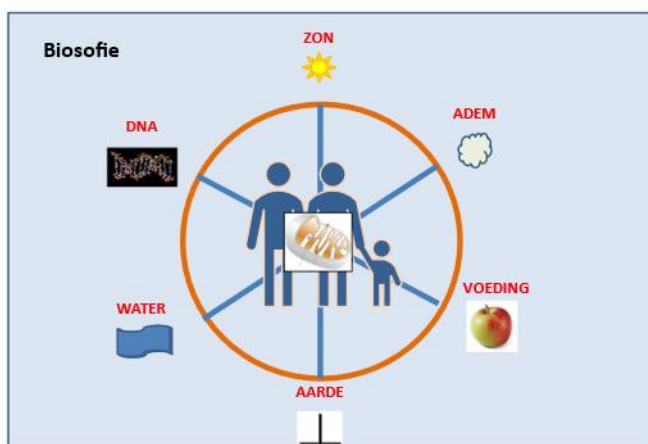 Biosofie
ZON
ADEM
DNA
VOEDING
WATER
AARDE